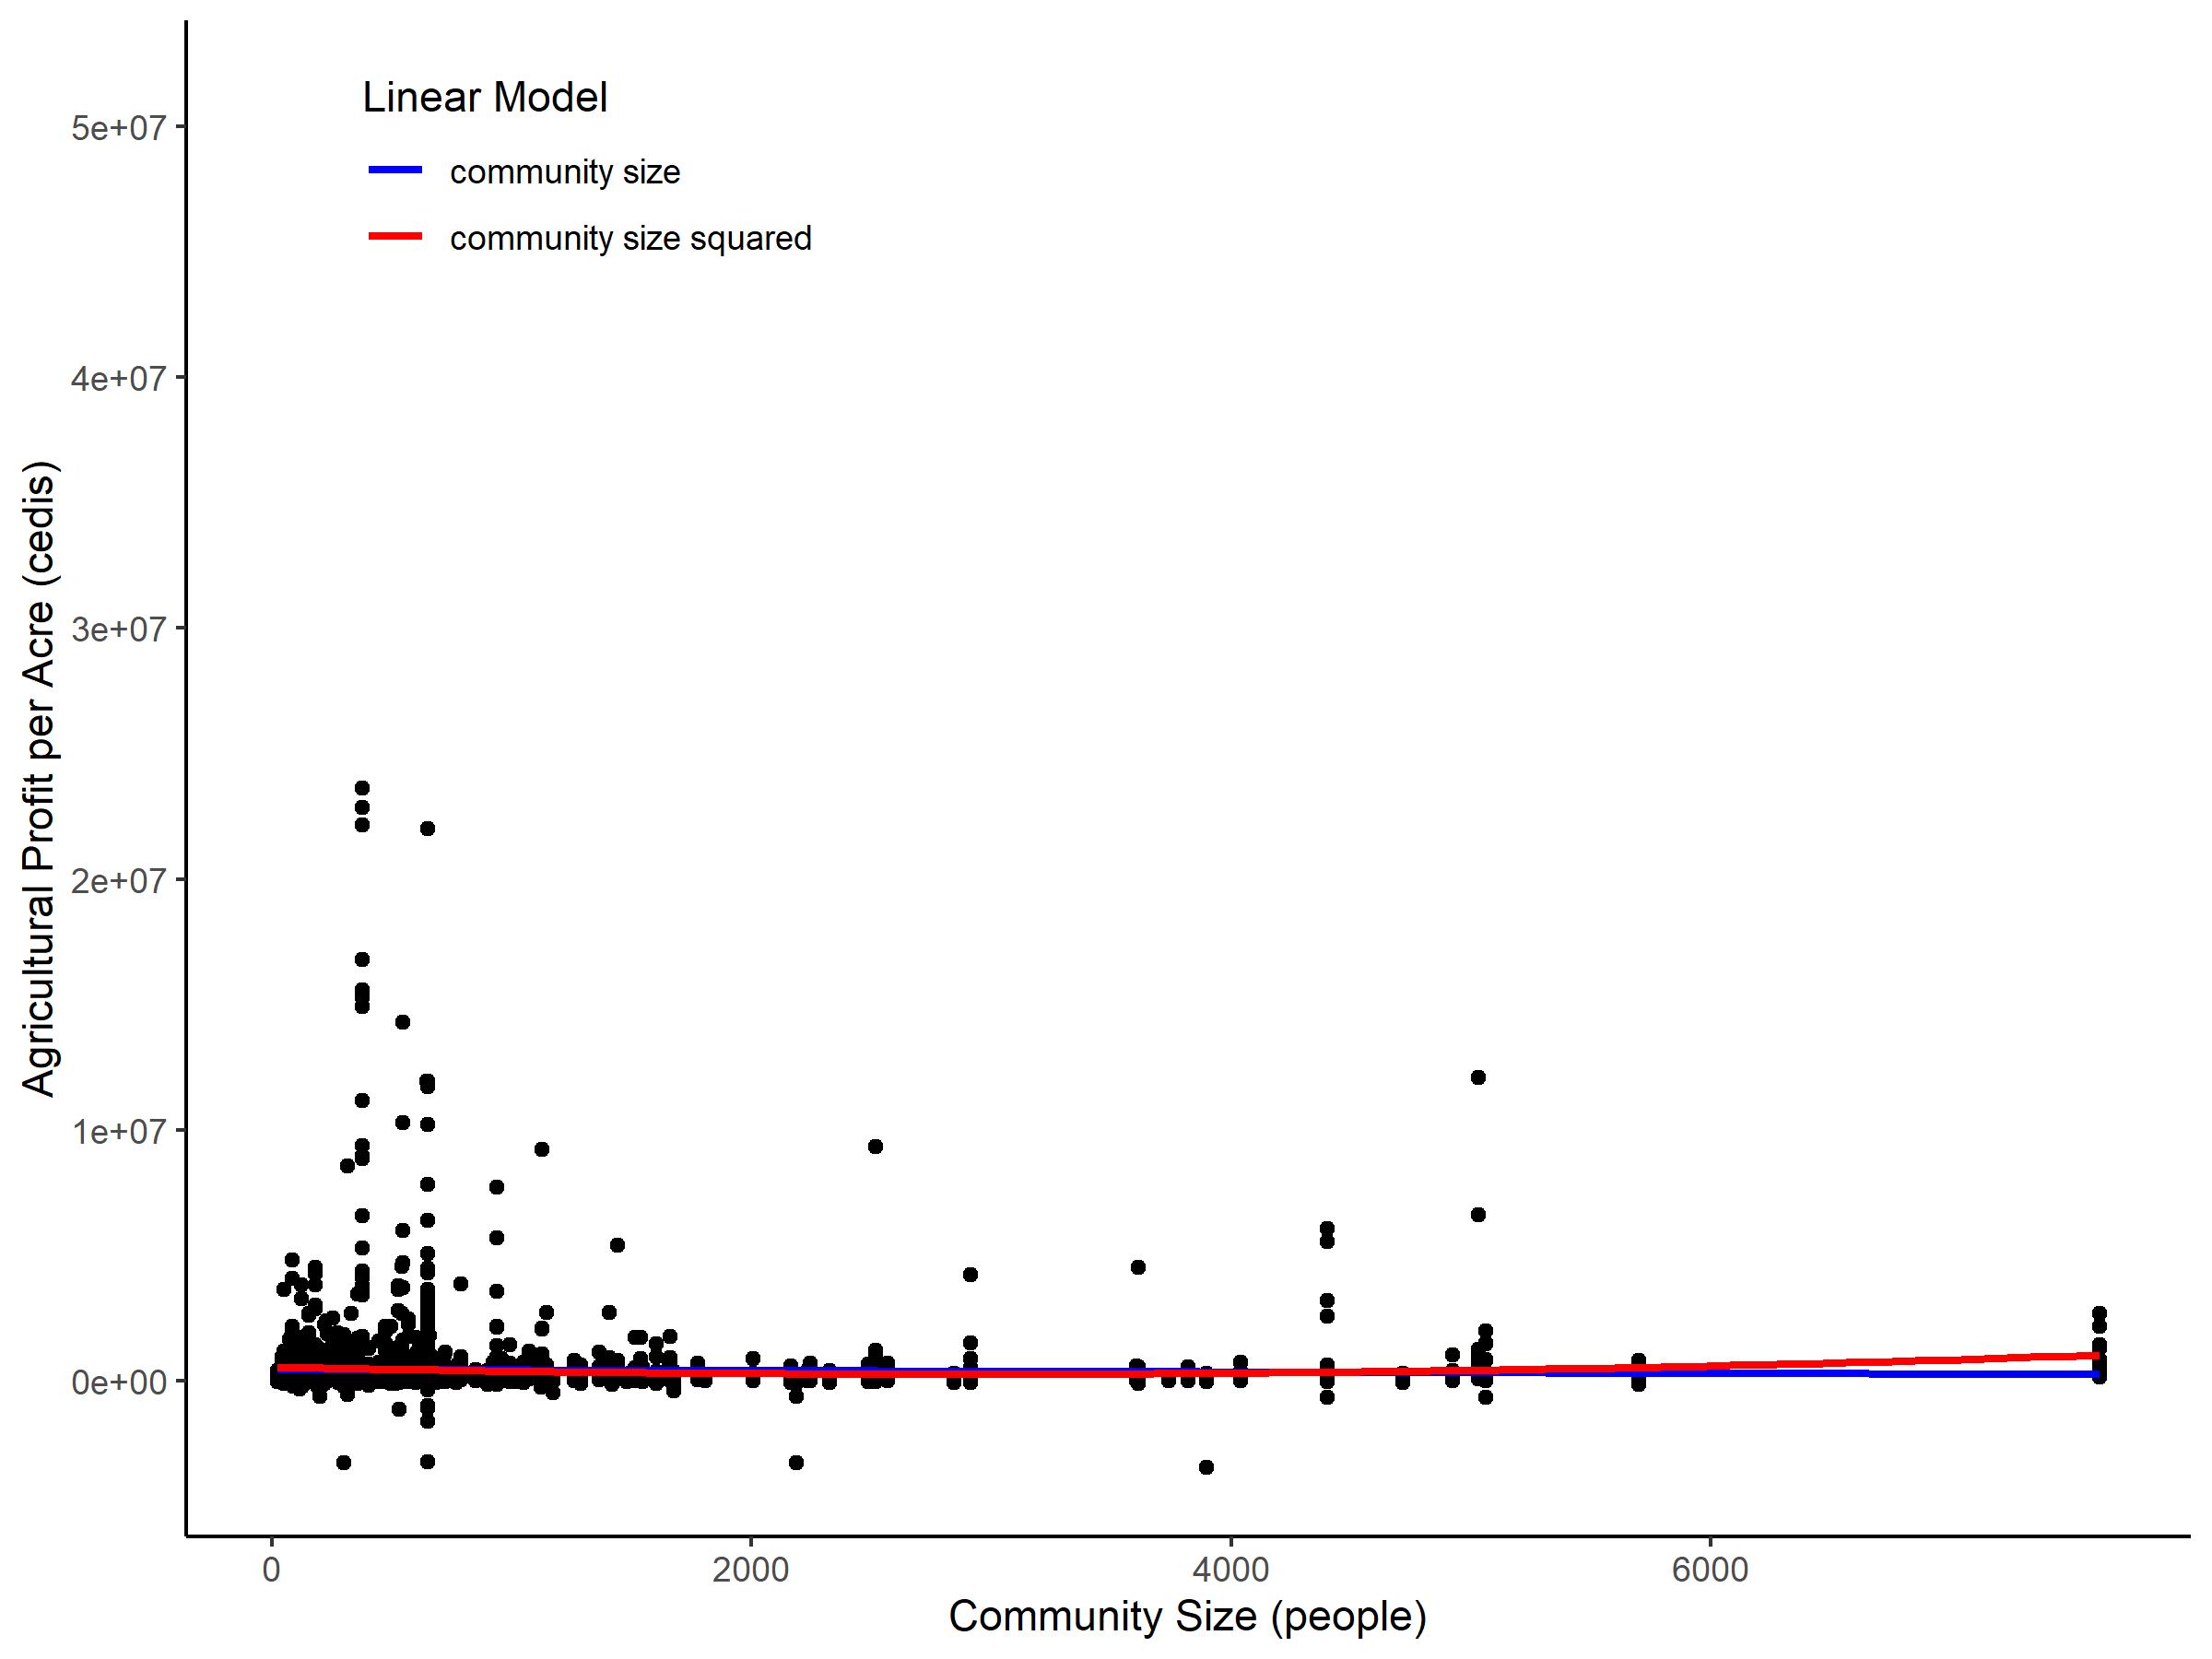 Linear Model
community size
community size squared
Agricultural Profit per Acre (cedis)
5e+07
4e+07
3e+07
2e+07
1e+07
0e+00
0
2000
4000
6000
Community Size (people)